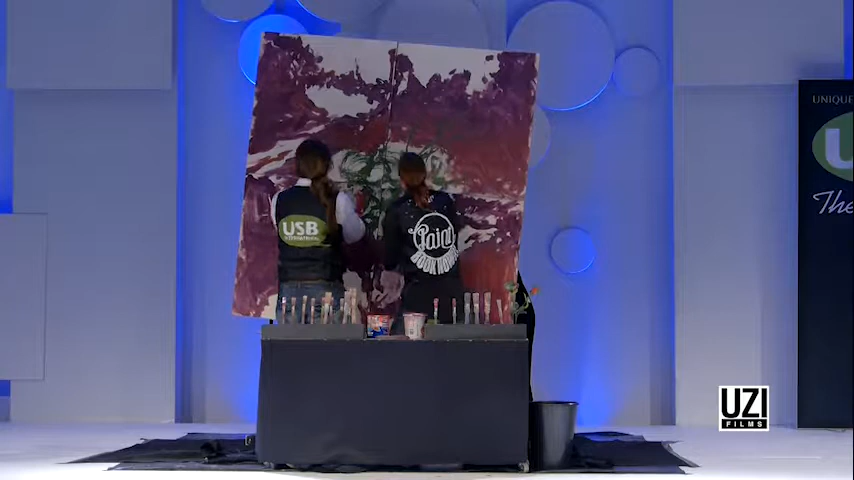 UNIQUE
U
The
USB
INTERNATIONAL
Paint
UZI
FILMS